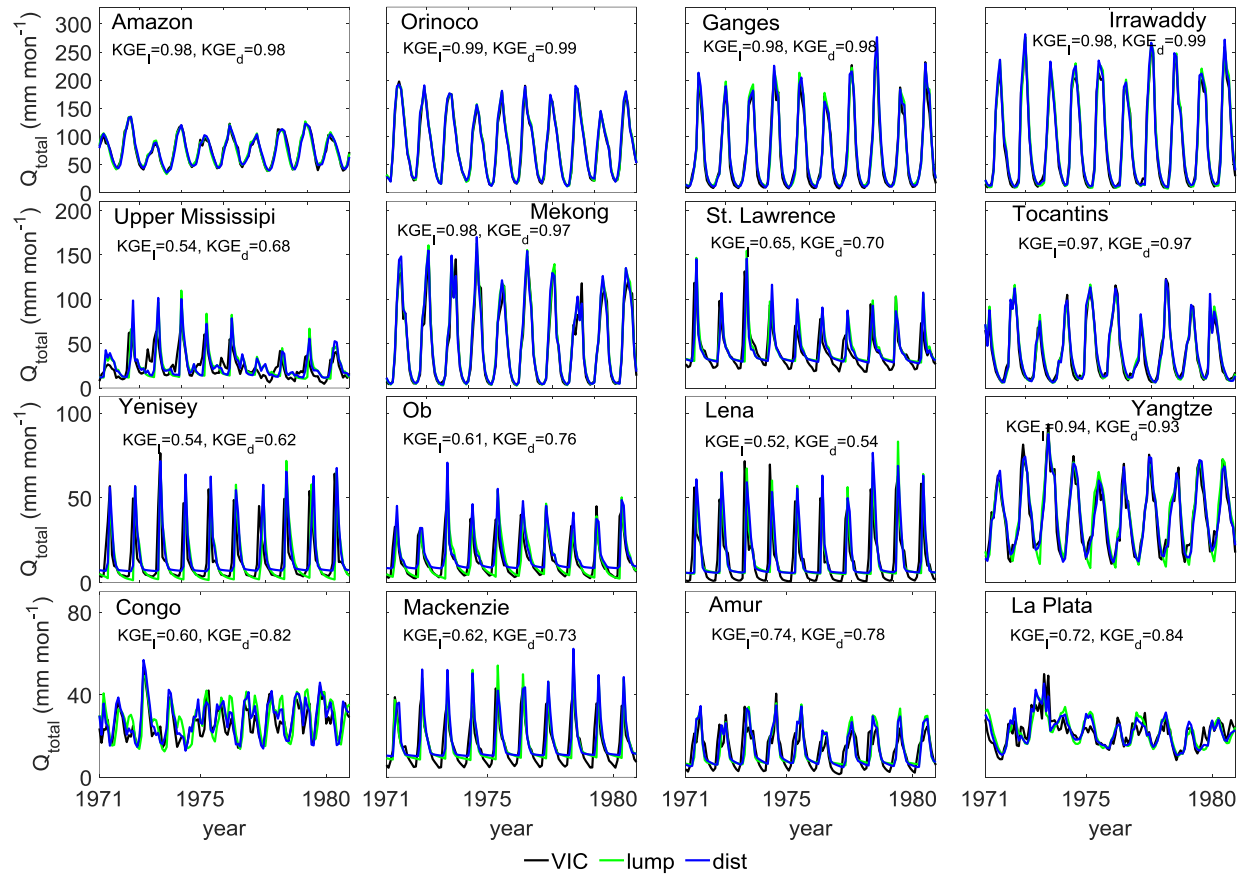 Amazon
KGE_l=0.98, KGE_d=0.98
Orinoco
KGE_l=0.99, KGE_d=0.99
Ganges
KGE_l=0.98, KGE_d=0.98
Irrawaddy
KGE_l=0.98, KGE_d=0.99
Q_total (mm mon^-1)
300
250
200
150
100
50
0
Upper Mississipi
KGE_l=0.54, KGE_d=0.68
Mekong
KGE_l=0.98, KGE_d=0.97
St. Lawrence
KGE_l=0.65, KGE_d=0.70
Tocantins
KGE_l=0.97, KGE_d=0.97
Q_total (mm mon^-1)
200
150
100
50
0
Yenisey
KGE_l=0.54, KGE_d=0.62
Ob
KGE_l=0.61, KGE_d=0.76
Lena
KGE_l=0.52, KGE_d=0.54
Yangtze
KGE_l=0.94, KGE_d=0.93
Q_total (mm mon^-1)
100
50
0
Congo
KGE_l=0.60, KGE_d=0.82
Mackenzie
KGE_l=0.62, KGE_d=0.73
Amur
KGE_l=0.74, KGE_d=0.78
La Plata
KGE_l=0.72, KGE_d=0.84
Q_total (mm mon^-1)
80
40
0
1971 1975 1980 1971 1975 1980 1971 1975 1980 1971 1975 1980
year year year year
VIC lump dist